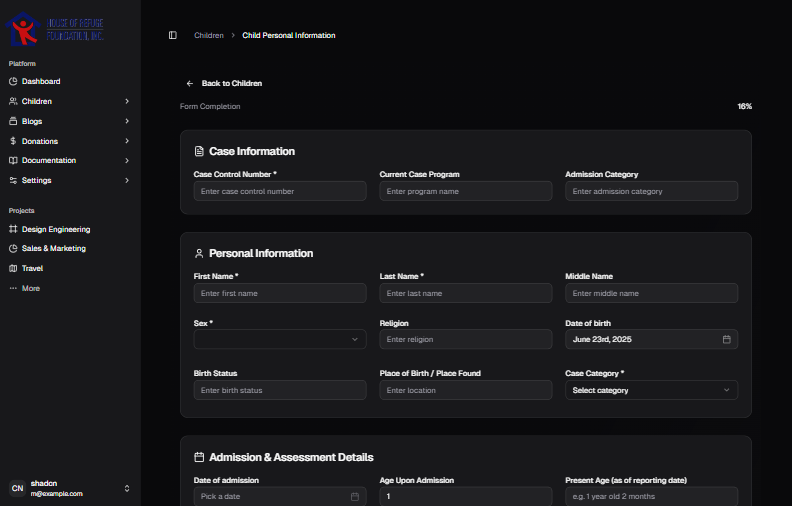 HOUSE OF REFUGE
FOUNDATION, INC.
Platform
Dashboard
Children
Blogs
Donations
Documentation
Settings
Projects
Design Engineering
Sales & Marketing
Travel
More
CN
shadcn
m@example.com
Children > Child Personal Information
Back to Children
Form Completion 16%
Case Information
Case Control Number * Current Case Program Admission Category
Enter case control number Enter program name Enter admission category
Personal Information
First Name * Last Name * Middle Name
Enter first name Enter last name Enter middle name
Sex * Religion Date of birth
Enter religion June 23rd, 2025
Birth Status Place of Birth / Place Found Case Category *
Enter birth status Enter location Select category
Admission & Assessment Details
Date of admission Age Upon Admission Present Age (as of reporting date)
Pick a date 1 e.g. 1 year old 2 months